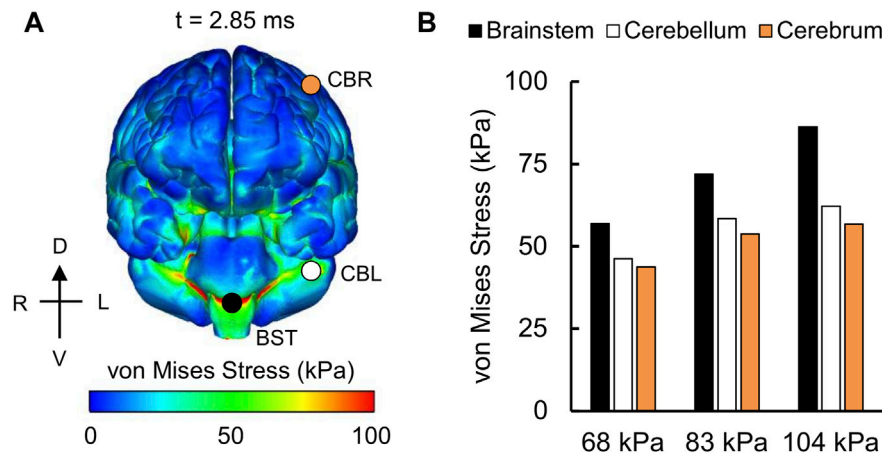 A
t = 2.85 ms
CBR
CBL
BST
D
R
L
V
von Mises Stress (kPa)
0
50
100
B
Brainstem
Cerebellum
Cerebrum
von Mises Stress (kPa)
100
75
50
25
0
68 kPa
83 kPa
104 kPa